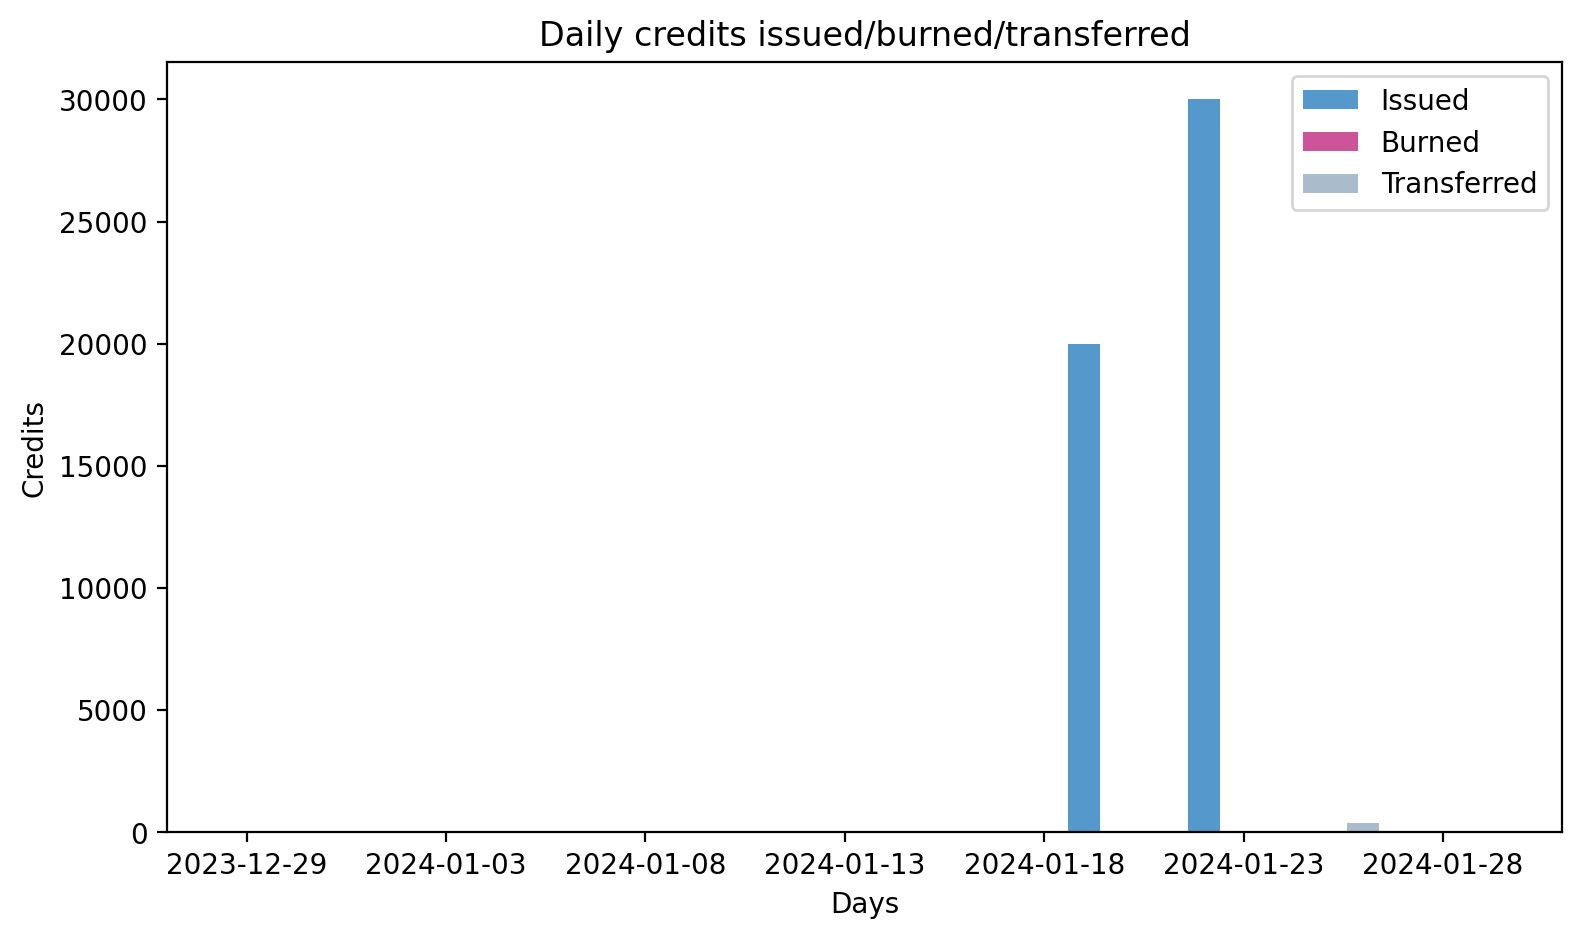 Daily credits issued/burned/transferred
Issued
Burned
Transferred
30000
25000
20000
15000
10000
5000
0
Credits
2023-12-29 2024-01-03 2024-01-08 2024-01-13 2024-01-18 2024-01-23 2024-01-28
Days